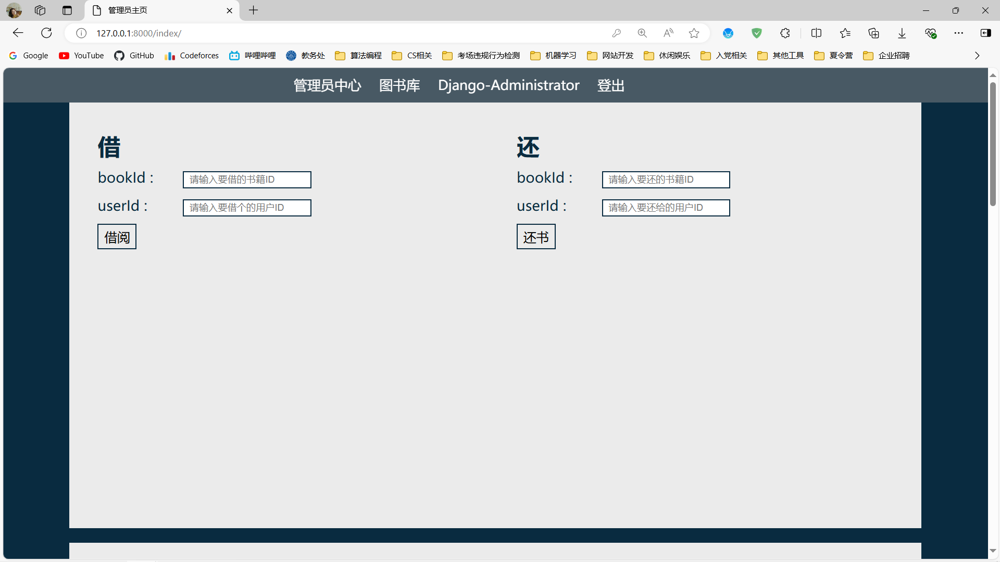 管理员主页
127.0.0.1:8000/index/
Google YouTube GitHub Codeforces 哔哩哔哩 教务处 算法编程 CS相关 考场违规行为检测 机器学习 网站开发 休闲娱乐 入党相关 其他工具 夏令营 企业招聘
管理员中心 图书库 Django-Administrator 登出
借
bookId :
请输入要借的书籍ID
userId :
请输入要借个的用户ID
借阅
还
bookId :
请输入要还的书籍ID
userId :
请输入要还给的用户ID
还书